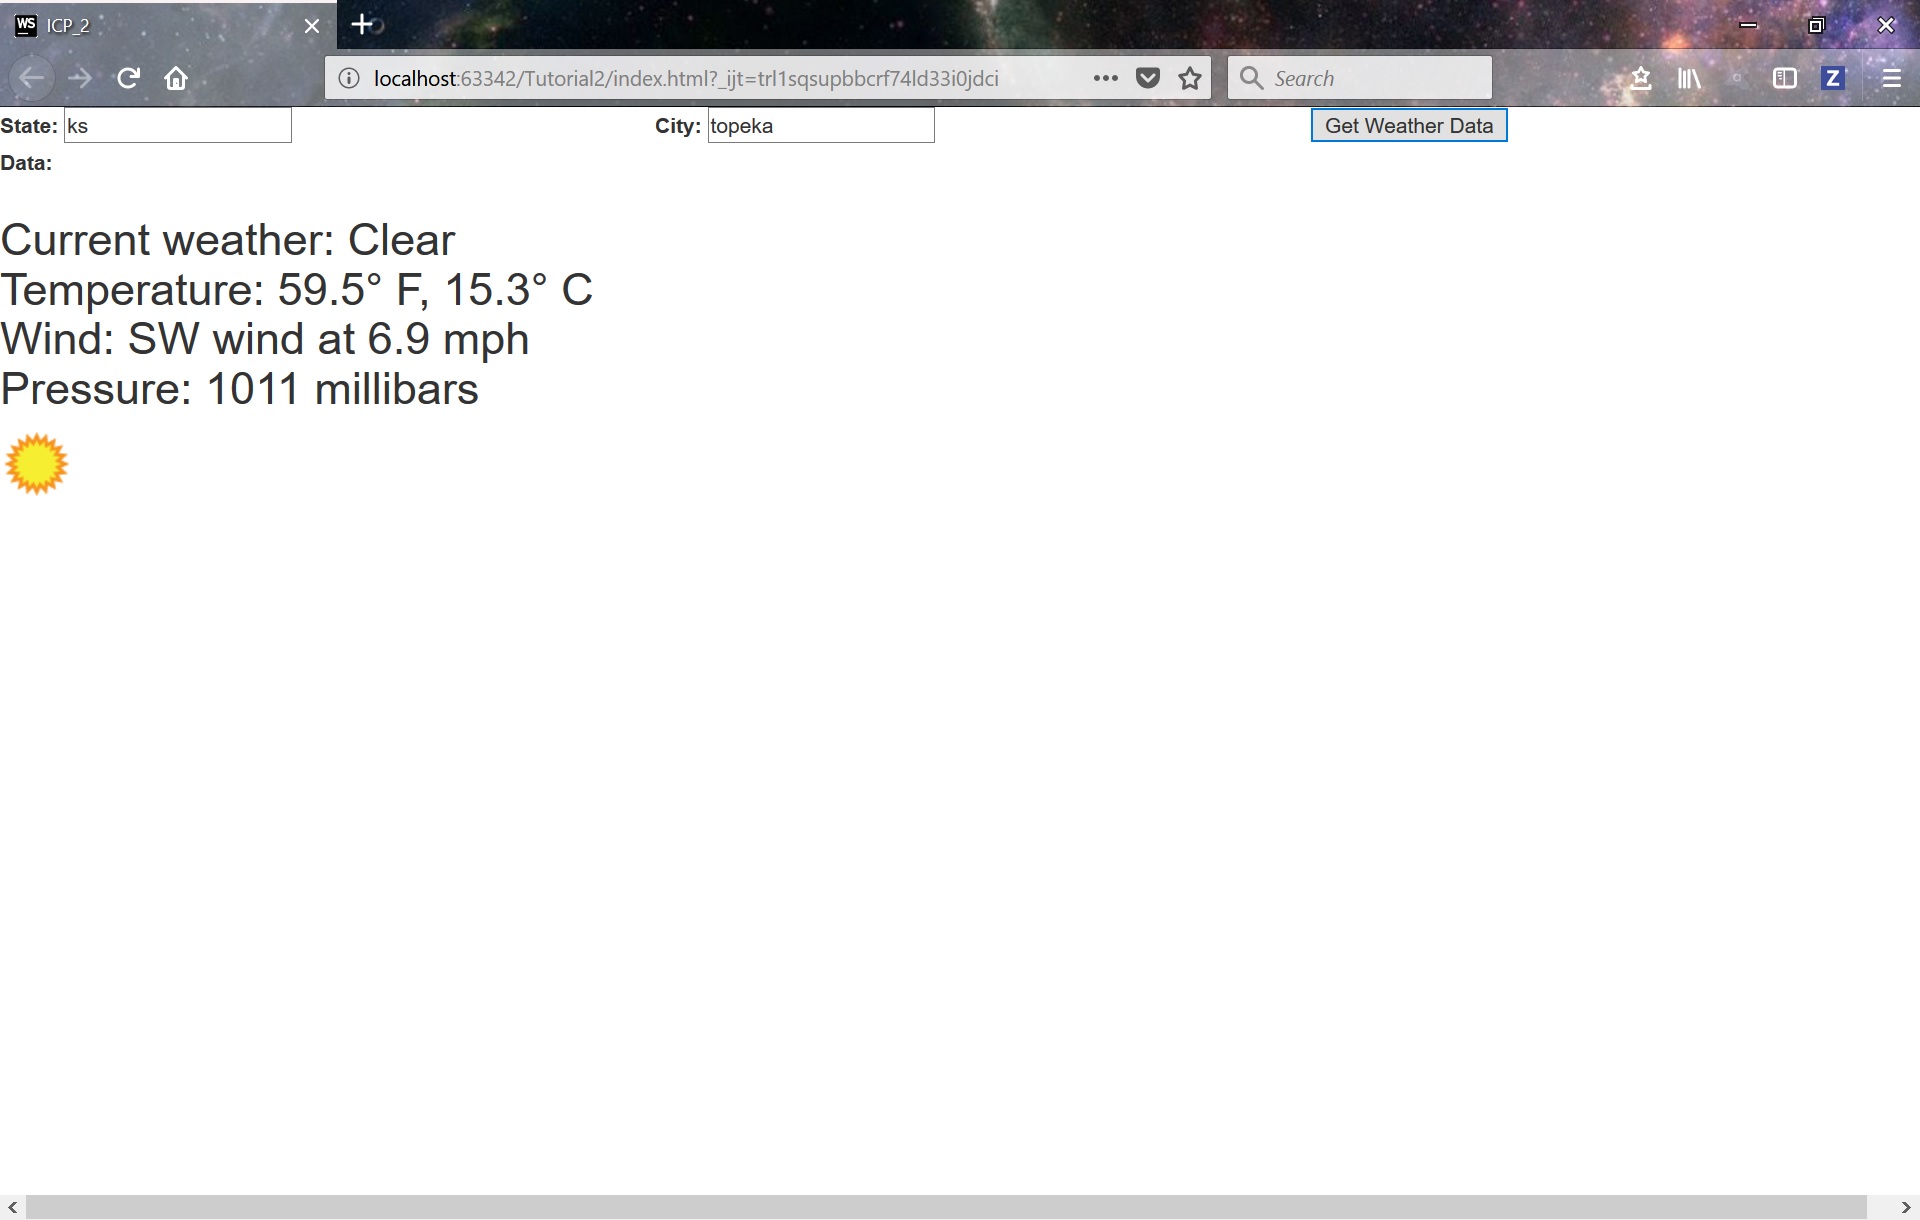 WS ICP_2
localhost:63342/Tutorial2/index.html?_ijt=trl1sqsupbbcrf74ld33i0jdci
Search
Z
State: ks City: topeka Get Weather Data
Data:
Current weather: Clear
Temperature: 59.5° F, 15.3° C
Wind: SW wind at 6.9 mph
Pressure: 1011 millibars